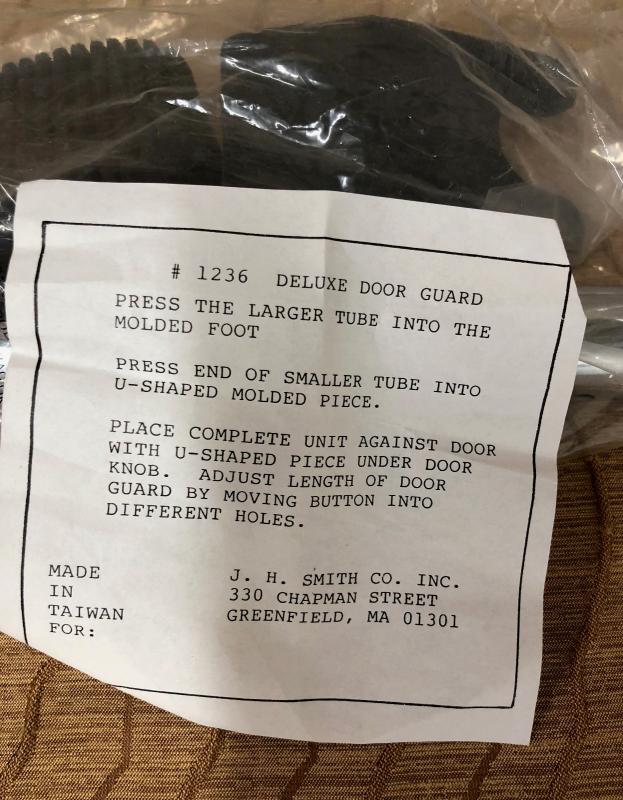 # 1236 DELUXE DOOR GUARD
PRESS THE LARGER TUBE INTO THE
MOLDED FOOT
PRESS END OF SMALLER TUBE INTO
U-SHAPED MOLDED PIECE.
PLACE COMPLETE UNIT AGAINST DOOR
WITH U-SHAPED PIECE UNDER DOOR
KNOB. ADJUST LENGTH OF DOOR
GUARD BY MOVING BUTTON INTO
DIFFERENT HOLES.
MADE
IN
TAIWAN
FOR:
J. H. SMITH CO. INC.
330 CHAPMAN STREET
GREENFIELD, MA 01301